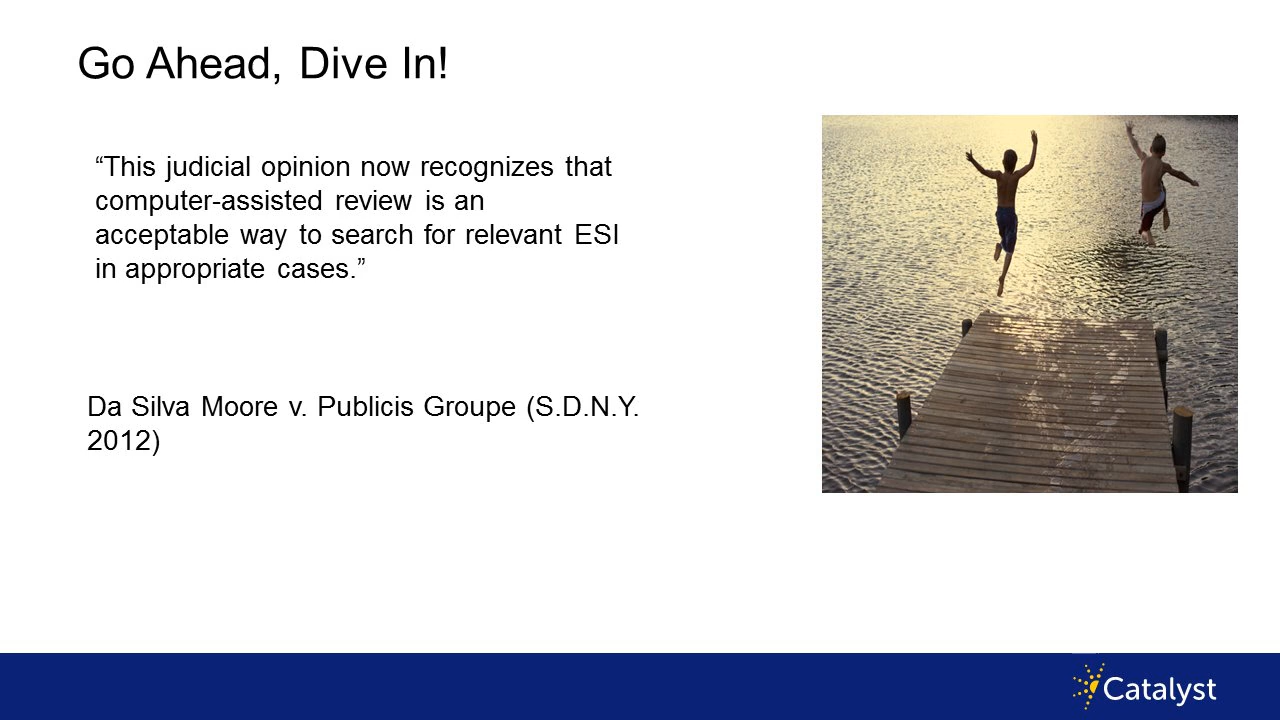 Go Ahead, Dive In!
“This judicial opinion now recognizes that
computer-assisted review is an
acceptable way to search for relevant ESI
in appropriate cases.”
Da Silva Moore v. Publicis Groupe (S.D.N.Y.
2012)
Catalyst